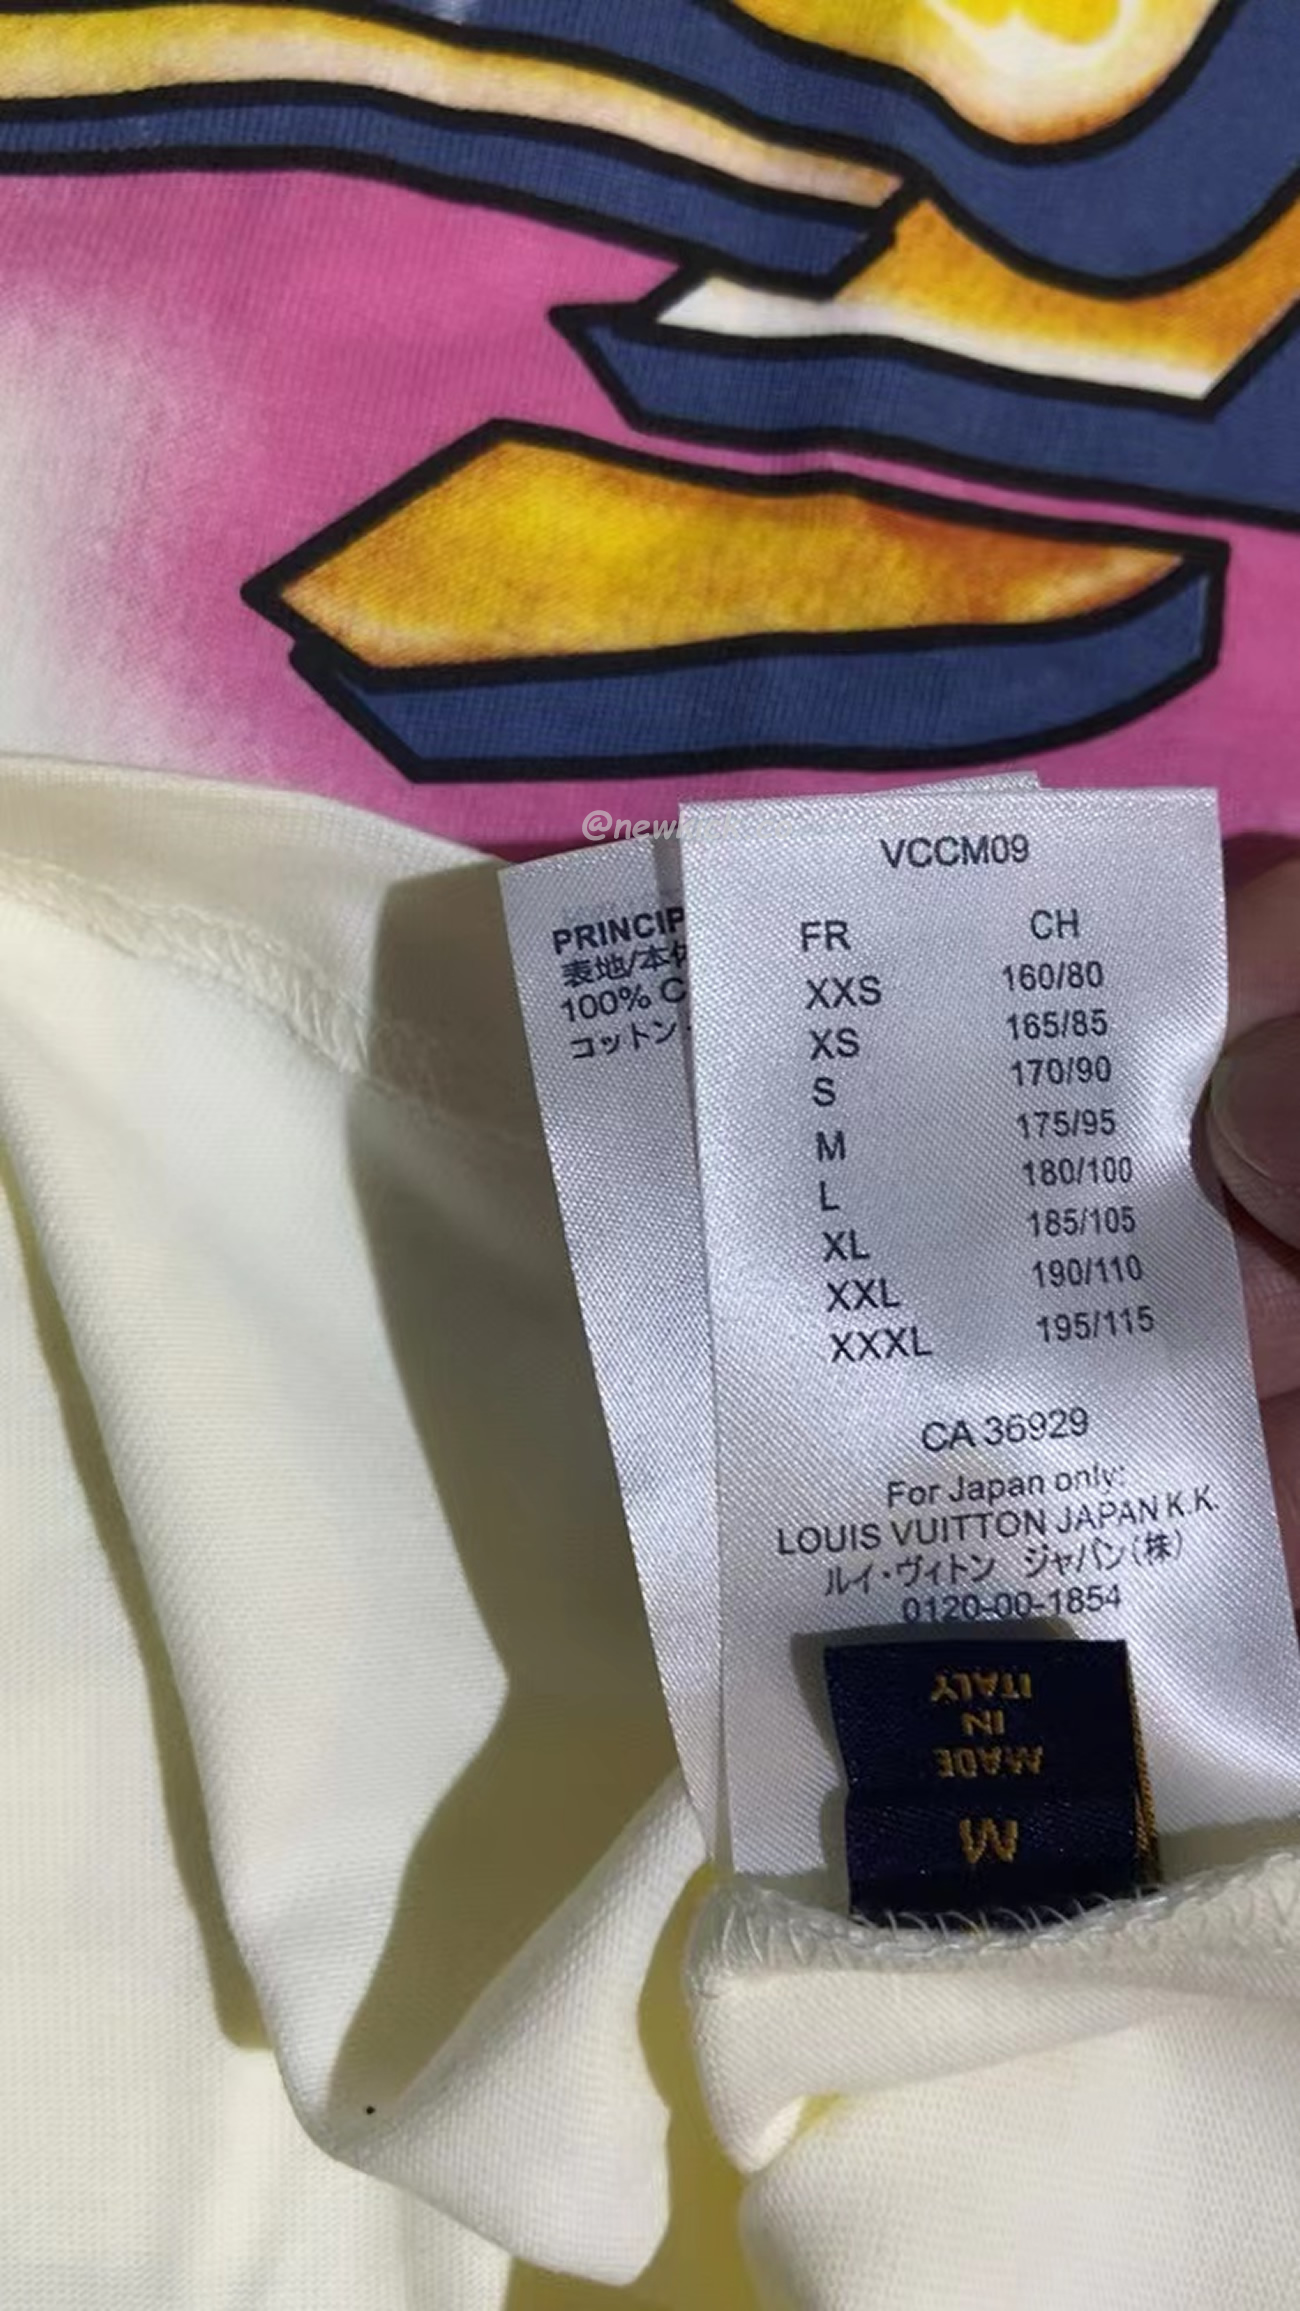 VCCM09
FR CH
XXS 160/80
XS 165/85
S 170/90
M 175/95
L 180/100
XL 185/105
XXL 190/110
XXXL 195/115
CA 36929
For Japan only:
LOUIS VUITTON JAPAN K.K.
ルイ・ヴィトン ジャパン(株)
0120-00-1854
PRINCIP
表地/本体
100% C
コットン
MADE
IN
ITALY
M